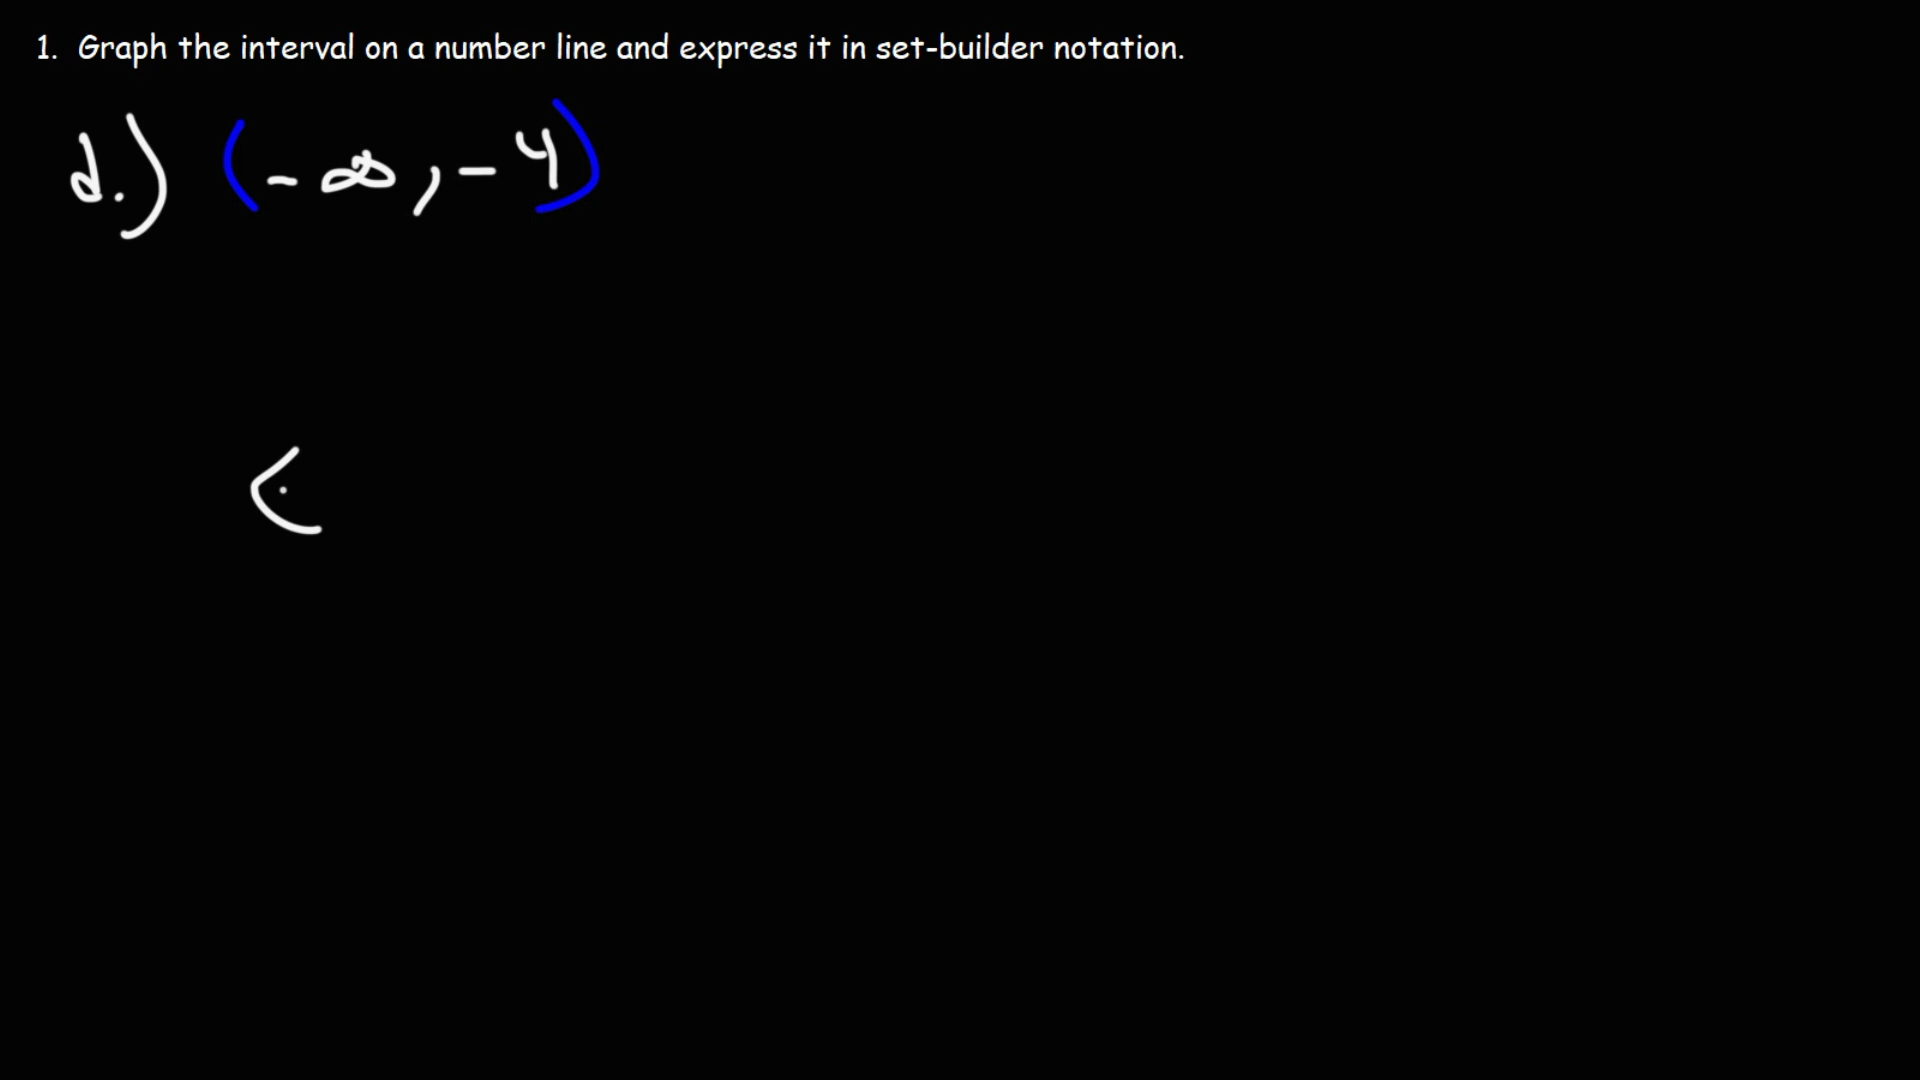 1. Graph the interval on a number line and express it in set-builder notation.
d.) (-∞, -4)
<